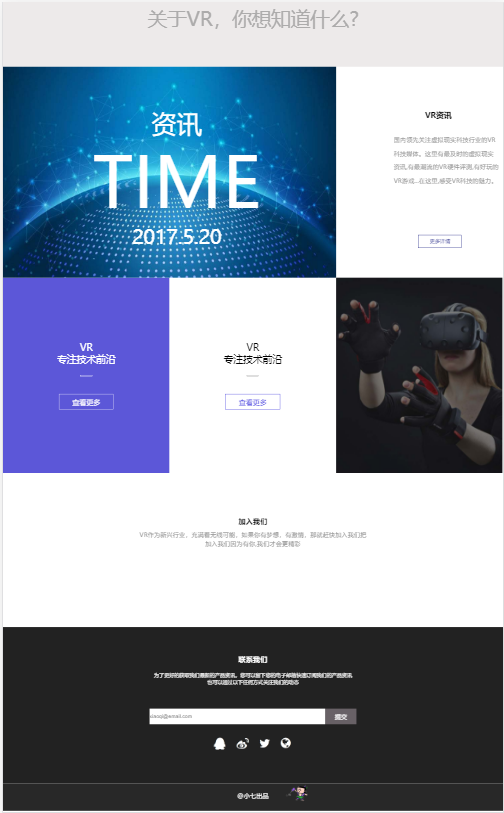 关于VR，你想知道什么?
资讯
TIME
2017.5.20
VR资讯
国内领先关注虚拟现实科技行业的VR
科技媒体。这里有最及时的虚拟现实
资讯,有最潮流的VR硬件评测,有好玩的
VR游戏...在这里,感受VR科技的魅力。
更多详情
VR
专注技术前沿
查看更多
VR
专注技术前沿
查看更多
加入我们
VR作为新兴行业，充满着无线可能，如果你有梦想，有激情，那就赶快加入我们吧
加入我们因为有你,我们才会更精彩
联系我们
为了更好的获取我们最新的产品资讯，您可以留下您的电子邮箱快速订阅我们的产品资讯
也可以通过以下任何方式关注我们的动态
xiaoqi@email.com
提交
@小七出品